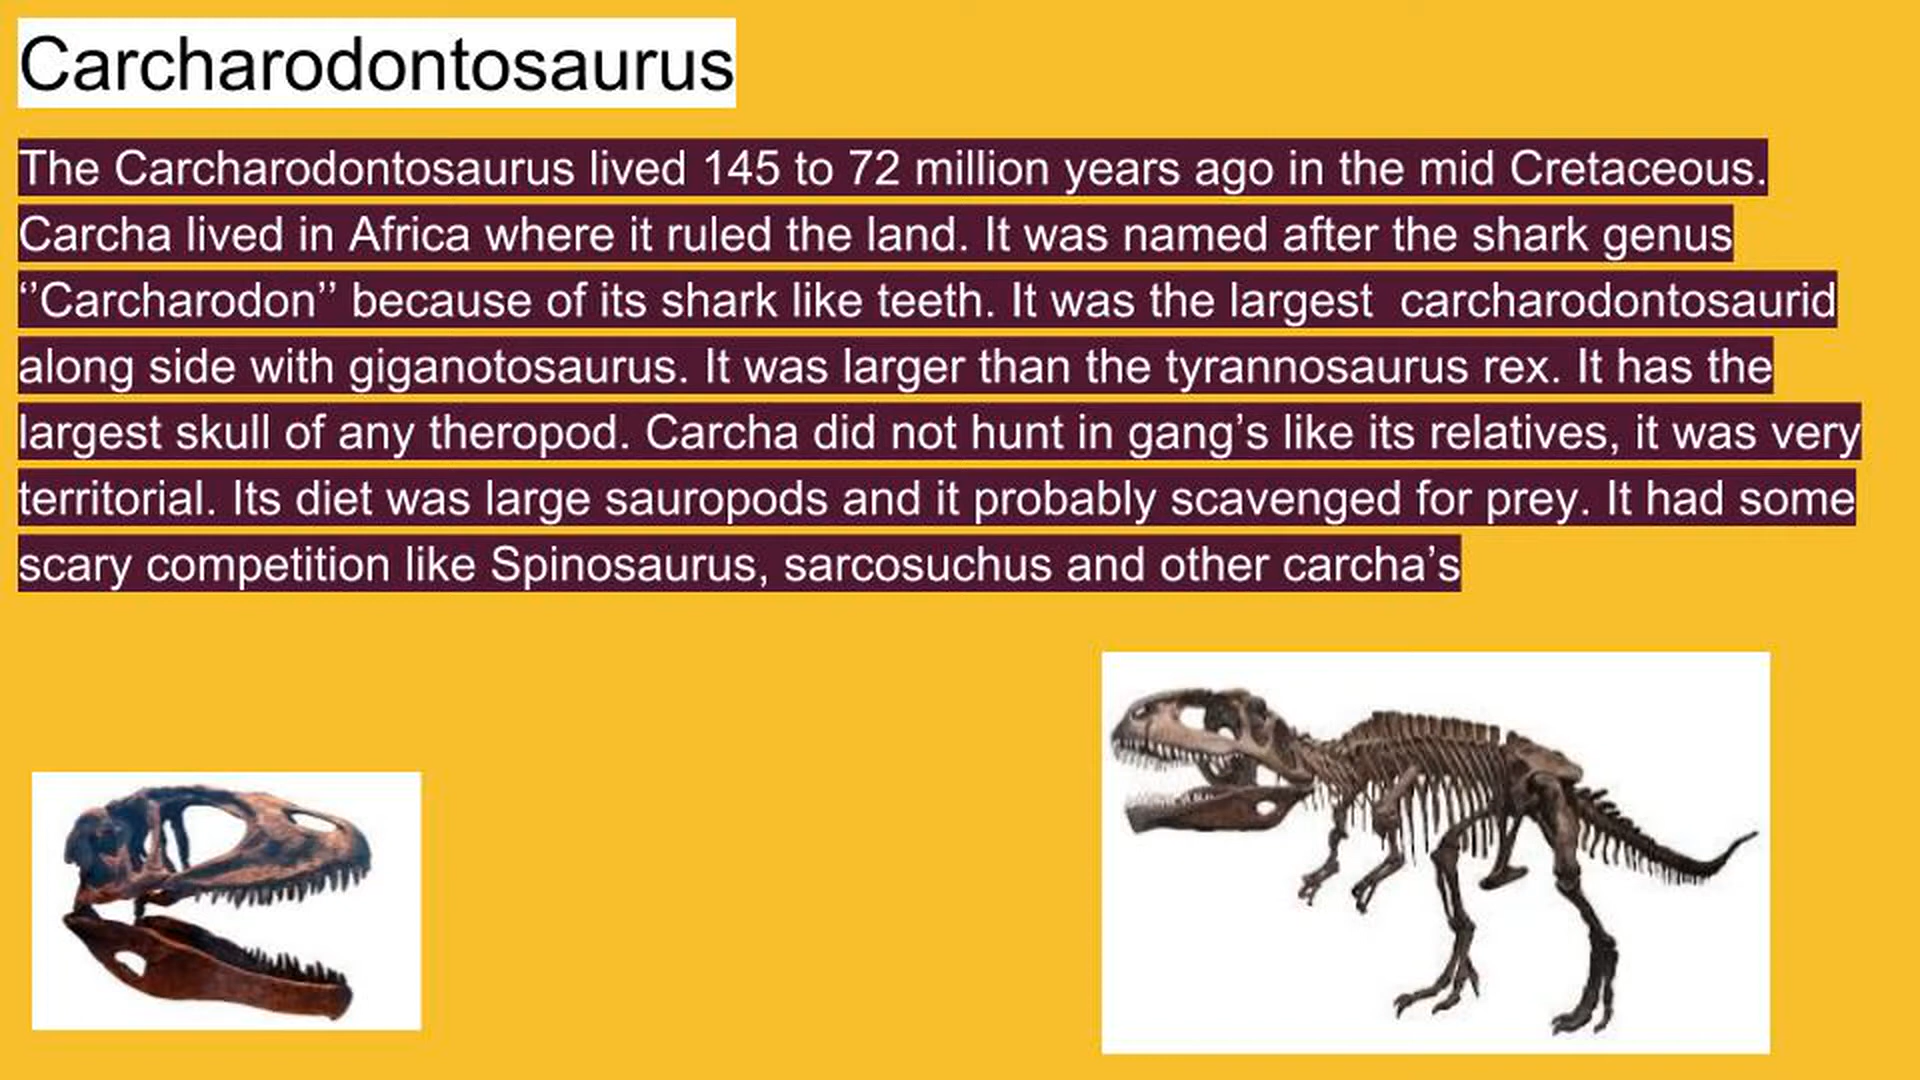 Carcharodontosaurus
The Carcharodontosaurus lived 145 to 72 million years ago in the mid Cretaceous.
Carcha lived in Africa where it ruled the land. It was named after the shark genus
‘’Carcharodon’’ because of its shark like teeth. It was the largest  carcharodontosaurid
along side with giganotosaurus. It was larger than the tyrannosaurus rex. It has the
largest skull of any theropod. Carcha did not hunt in gang’s like its relatives, it was very
territorial. Its diet was large sauropods and it probably scavenged for prey. It had some
scary competition like Spinosaurus, sarcosuchus and other carcha’s